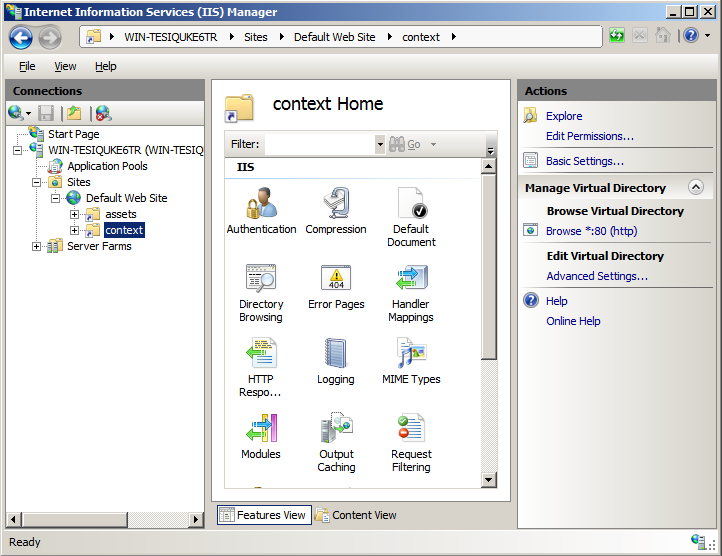 Internet Information Services (IIS) Manager
WIN-TESIQUKE6TR Sites Default Web Site context
File View Help
Connections
Start Page
WIN-TESIQUKE6TR (WIN-TESIQ
Application Pools
Sites
Default Web Site
assets
context
Server Farms
context Home
Filter: Go
IIS
Authentication
Compression
Default
Document
Directory
Browsing
Error Pages
404
Handler
Mappings
HTTP
Respo...
Logging
MIME Types
Modules
Output
Caching
Request
Filtering
Features View
Content View
Actions
Explore
Edit Permissions...
Basic Settings...
Manage Virtual Directory
Browse Virtual Directory
Browse *:80 (http)
Edit Virtual Directory
Advanced Settings...
Help
Online Help
Ready